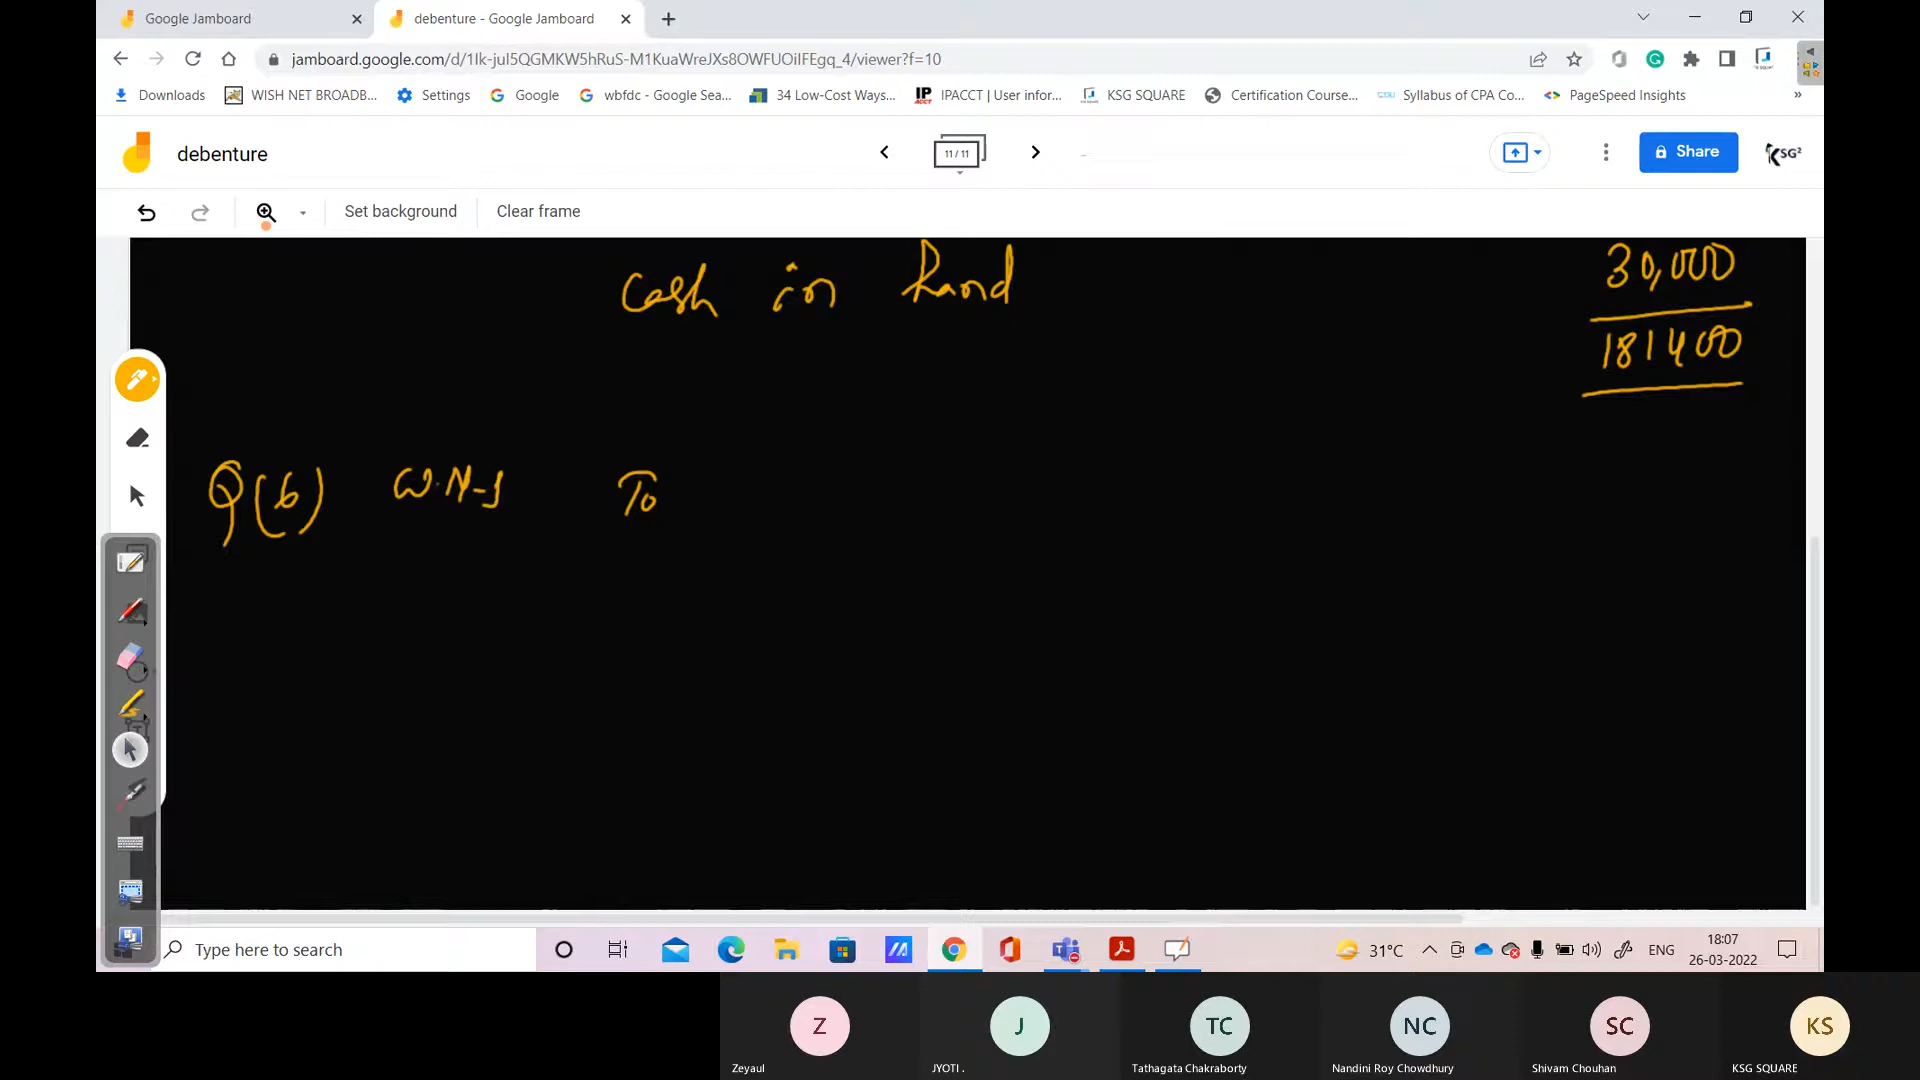 Google Jamboard
debenture - Google Jamboard
jamboard.google.com/d/1Ik-juI5QGMKW5hRuS-M1KuaWreJXs8OWFUOiIFEgq_4/viewer?f=10
Downloads WISH NET BROADB... Settings Google wbfdc - Google Sea... 34 Low-Cost Ways... IP IPACCT | User infor... KSG SQUARE Certification Course... Syllabus of CPA Co... PageSpeed Insights »
debenture 11 / 11 Share KSG²
Set background Clear frame
Cash in hand 30,000
181400
Q(6) W.N-1 To
Type here to search 31°C ENG 18:07
26-03-2022
Z J TC NC SC KS
Zeyaul JYOTI . Tathagata Chakraborty Nandini Roy Chowdhury Shivam Chouhan KSG SQUARE